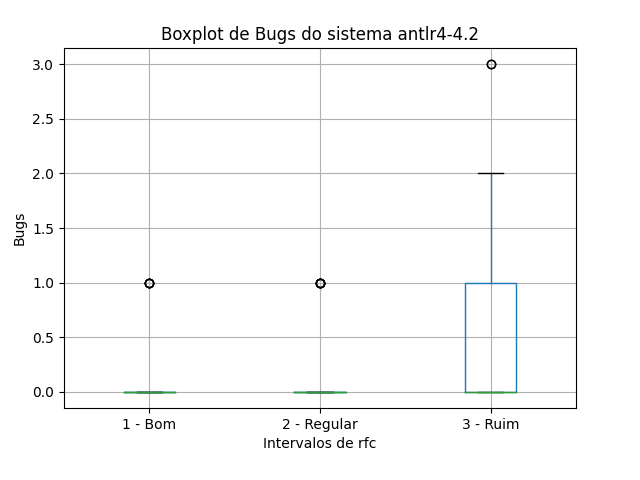 Boxplot de Bugs do sistema antlr4-4.2
3.0
2.5
2.0
1.5
1.0
0.5
0.0
Bugs
1 - Bom
2 - Regular
3 - Ruim
Intervalos de rfc